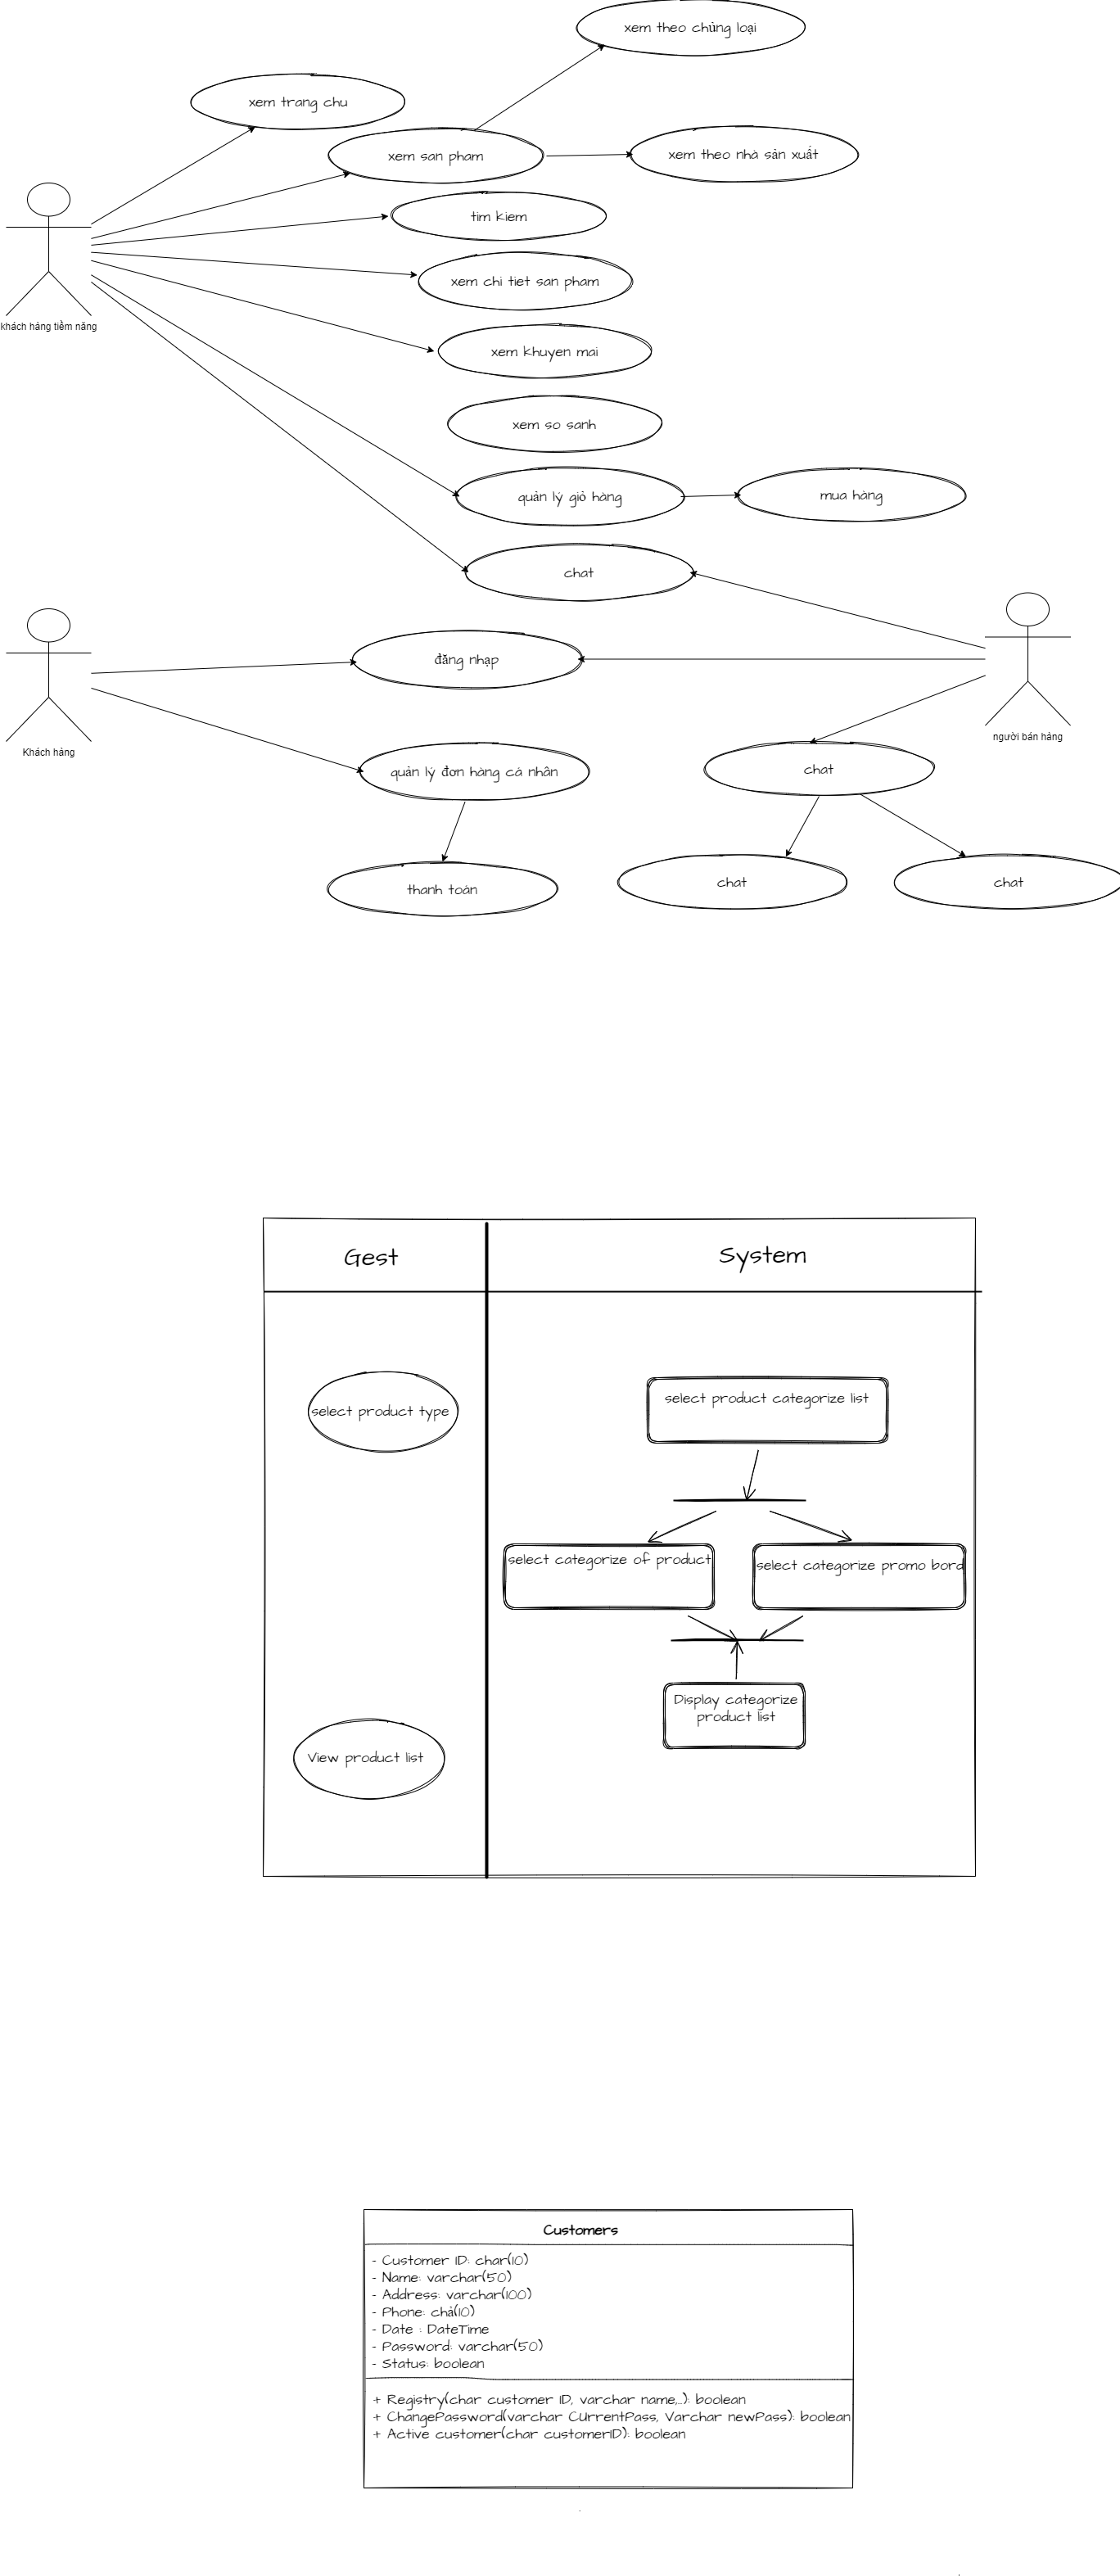 xem theo chủng loại
xem trang chu
xem san pham
xem theo nhà sản xuất
tim kiem
xem chi tiet san pham
khách háng tiềm năng
xem khuyen mai
xem so sanh
quản lý giỏ hàng
mua hàng
chat
đăng nhạp
Khách háng
người bán háng
quản lý đơn hàng cá nhân
chat
thanh toán
chat
chat
Gest
System
select product type
select product categorize list
select categorize of product
select categorize promo bord
Display categorize
product list
View product list
Customers
- Customer ID: char(10)
- Name: varchar(50)
- Address: varchar(100)
- Phone: chả(10)
- Date : DateTime
- Password: varchar(50)
- Status: boolean
+ Registry(char customer ID, varchar name,..): boolean
+ ChangePassword(varchar CUrrentPass, Varchar newPass): boolean
+ Active customer(char customerID): boolean